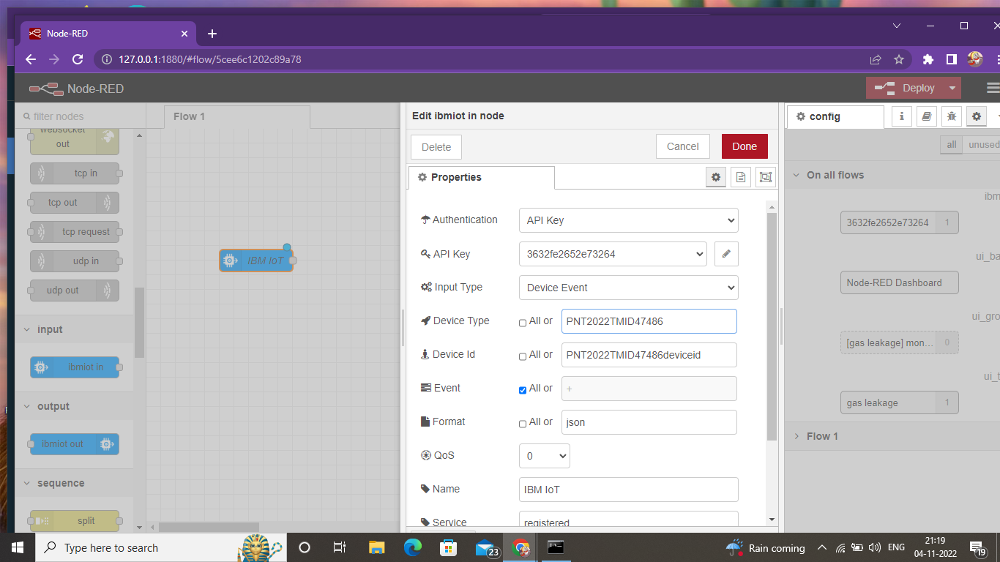 Node-RED
127.0.0.1:1880/#flow/5cee6c1202c89a78
Node-RED
Deploy
filter nodes
websocket
out
tcp in
tcp out
tcp request
udp in
udp out
input
ibmiot in
output
ibmiot out
sequence
split
Flow 1
IBM IoT
Edit ibmiot in node
Delete
Cancel
Done
Properties
Authentication
API Key
API Key
3632fe2652e73264
Input Type
Device Event
Device Type
All or
PNT2022TMID47486
Device Id
All or
PNT2022TMID47486deviceid
Event
All or
+
Format
All or
json
QoS
0
Name
IBM IoT
Service
registered
config
i
all
unused
On all flows
ibm
3632fe2652e73264
1
ui_ba
Node-RED Dashboard
ui_gro
[gas leakage] mon...
0
ui_t
gas leakage
1
Flow 1
Type here to search
23
Rain coming
ENG
21:19
04-11-2022
19